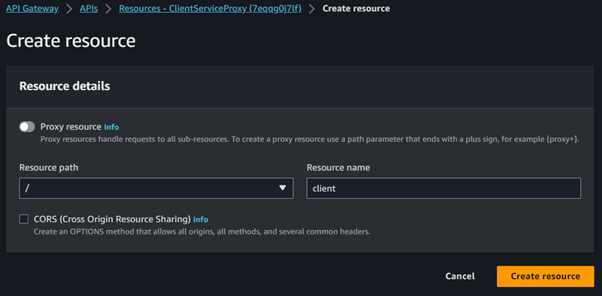 API Gateway > APIs > Resources - ClientServiceProxy (7eqqg0j7lf) > Create resource
Create resource
Resource details
Proxy resource Info
Proxy resources handle requests to all sub-resources. To create a proxy resource use a path parameter that ends with a plus sign, for example {proxy+}.
Resource path Resource name
/ client
CORS (Cross Origin Resource Sharing) Info
Create an OPTIONS method that allows all origins, all methods, and several common headers.
Cancel Create resource